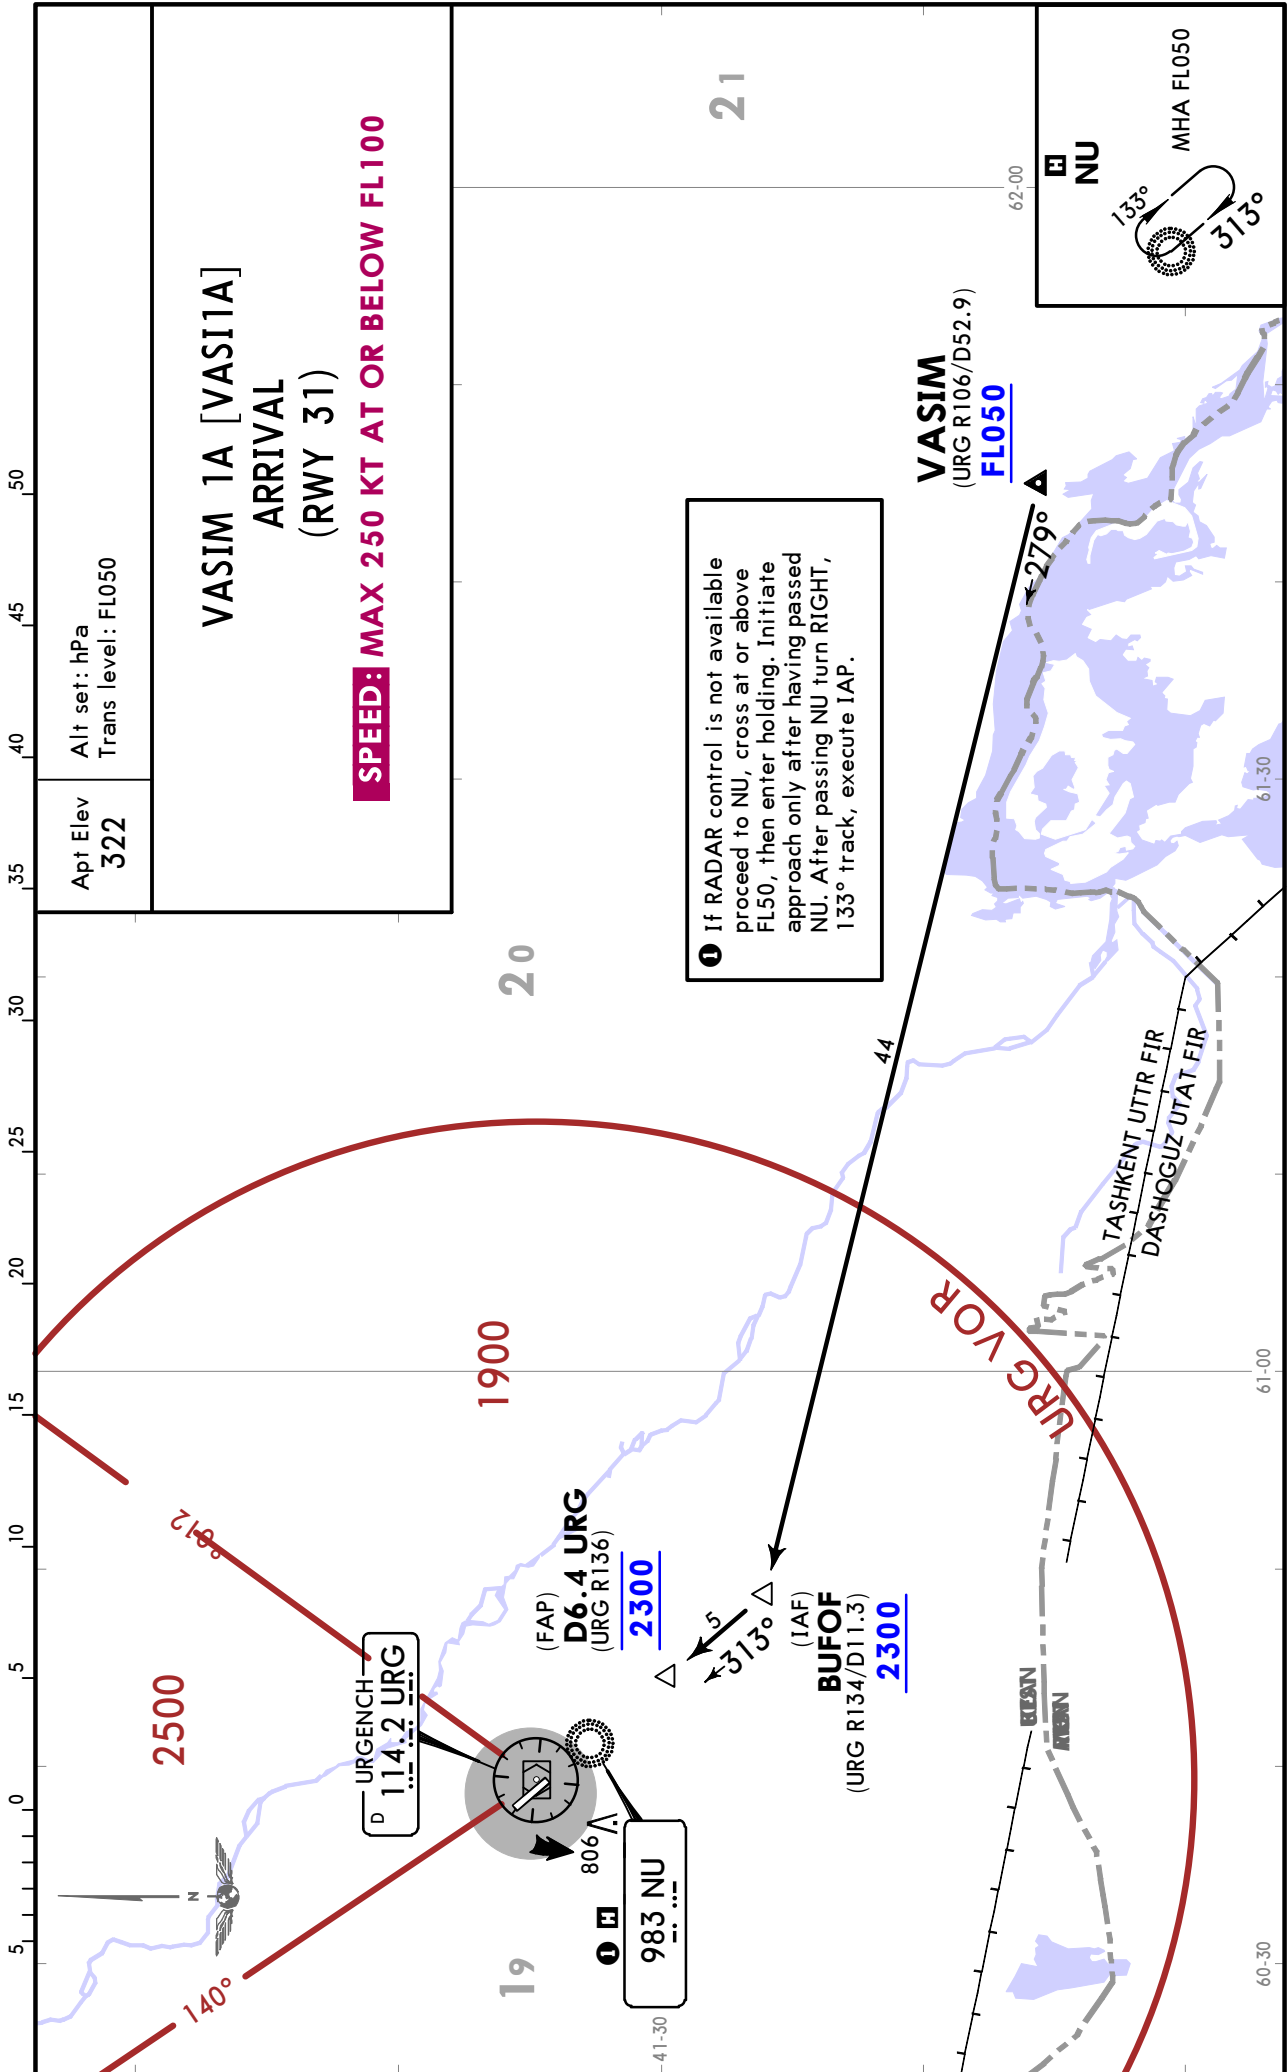 Apt Elev
322
Alt set: hPa
Trans level: FL050
VASIM 1A [VASI1A]
ARRIVAL
(RWY 31)
SPEED: MAX 250 KT AT OR BELOW FL100
5
0
5
10
15
20
25
30
35
40
45
50
N
2500
1900
140°
012°
URG VOR
URGENCH
D 114.2 URG
806
1 H
983 NU
19
20
21
(FAP)
D6.4 URG
(URG R136)
2300
5
313°
(IAF)
BUFOF
(URG R134/D11.3)
2300
44
1 If RADAR control is not available
proceed to NU, cross at or above
FL50, then enter holding. Initiate
approach only after having passed
NU. After passing NU turn RIGHT,
133° track, execute IAP.
VASIM
(URG R106/D52.9)
FL050
279°
TASHKENT UTTR FIR
DASHOGUZ UTAT FIR
41-30
60-30
61-00
61-30
62-00
H
NU
133°
313°
MHA FL050